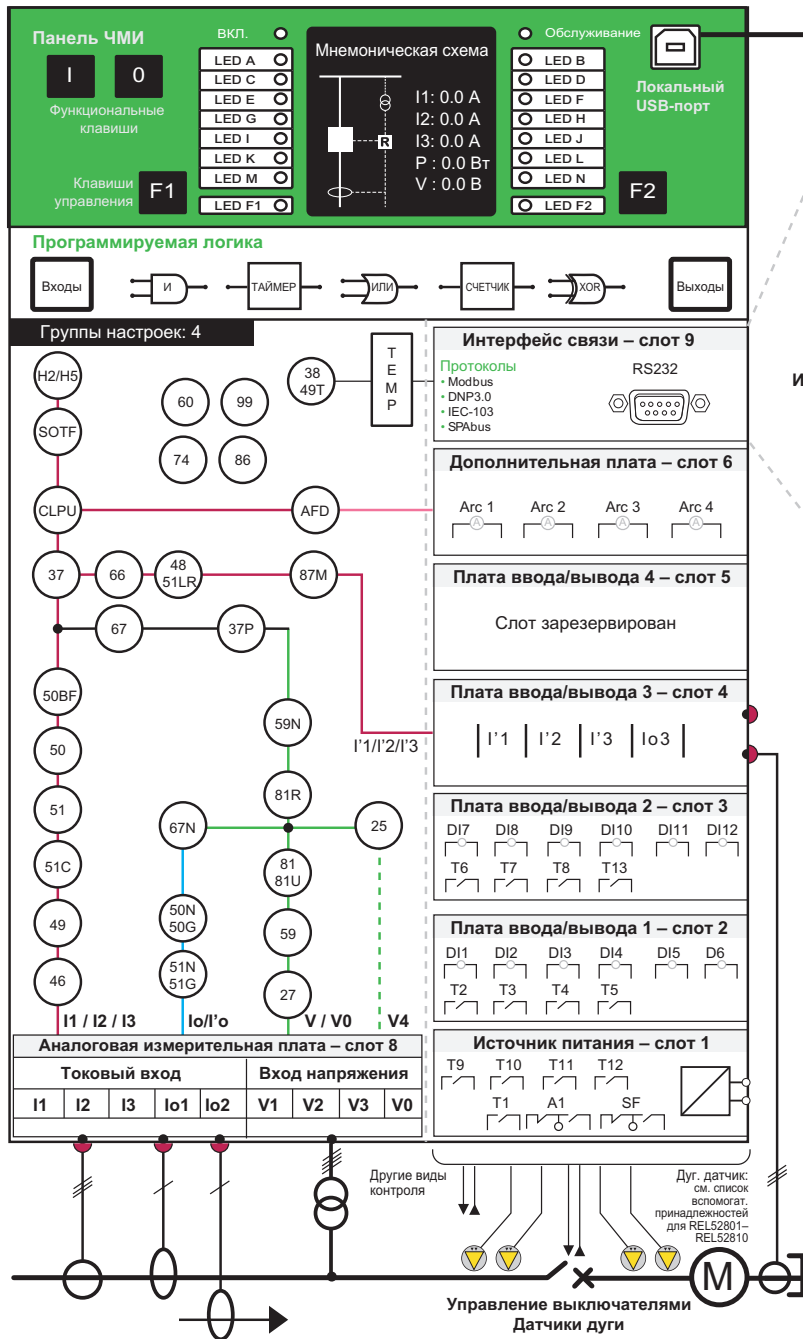 Панель ЧМИ
ВКЛ.
Обслуживание
I
0
Функциональные
клавиши
LED A
LED C
LED E
LED G
LED I
LED K
LED M
LED F1
Мнемоническая схема
I1: 0.0 A
I2: 0.0 A
I3: 0.0 A
P : 0.0 Вт
V : 0.0 В
R
LED B
LED D
LED F
LED H
LED J
LED L
LED N
LED F2
Локальный
USB-порт
Клавиши
управления
F1
F2
Программируемая логика
Входы
И
ТАЙМЕР
ИЛИ
СЧЕТЧИК
XOR
Выходы
Группы настроек: 4
H2/H5
SOTF
60
99
74
86
38
49T
TEMP
CLPU
AFD
37
66
48
51LR
87M
67
37P
50BF
50
51
51C
49
46
59N
81R
67N
25
81
81U
50N
50G
59
51N
51G
27
I'1/I'2/I'3
I1 / I2 / I3
Io/I'o
V / V0
V4
Аналоговая измерительная плата – слот 8
Токовый вход
Вход напряжения
I1 I2 I3 Io1 Io2 V1 V2 V3 V0
Интерфейс связи – слот 9
Протоколы
• Modbus
• DNP3.0
• IEC-103
• SPAbus
RS232
И
Дополнительная плата – слот 6
Arc 1 Arc 2 Arc 3 Arc 4
A A A A
Плата ввода/вывода 4 – слот 5
Слот зарезервирован
Плата ввода/вывода 3 – слот 4
I'1 I'2 I'3 Io3
Плата ввода/вывода 2 – слот 3
DI7 DI8 DI9 DI10 DI11 DI12
T6 T7 T8 T13
Плата ввода/вывода 1 – слот 2
DI1 DI2 DI3 DI4 DI5 D6
T2 T3 T4 T5
Источник питания – слот 1
T9 T10 T11 T12
T1 A1 SF
Другие виды
контроля
Дуг. датчик:
см. список
вспомогат.
принадлежностей
для REL52801–
REL52810
M
Управление выключателями
Датчики дуги